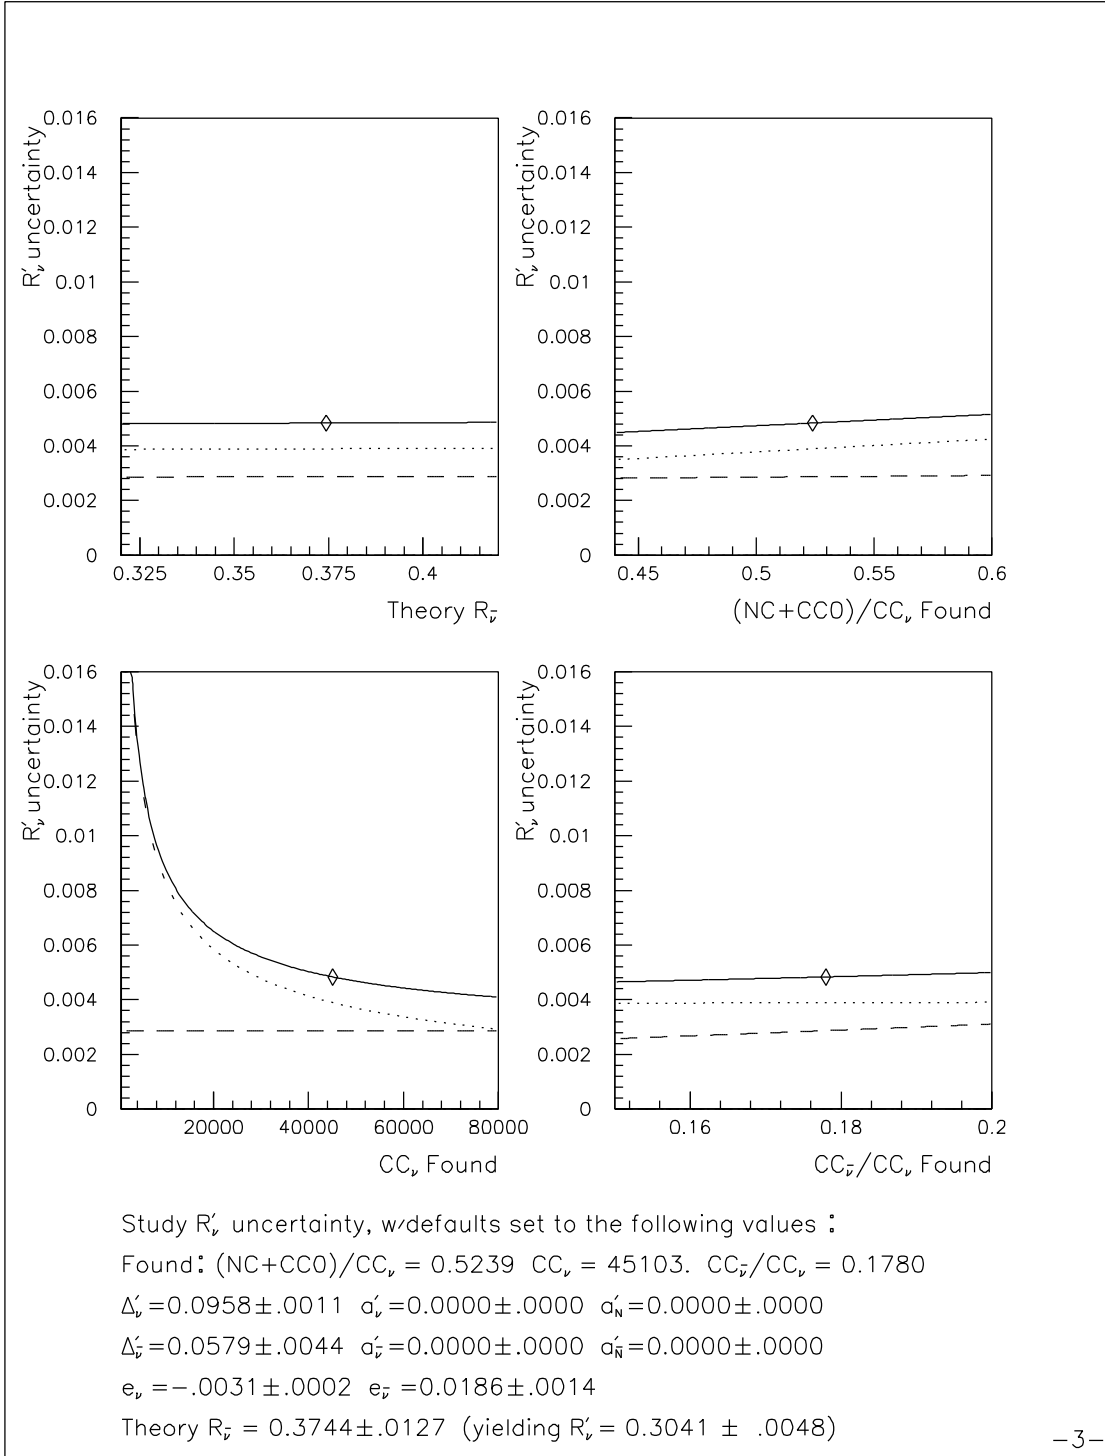 R′ν uncertainty
0.016
0.014
0.012
0.01
0.008
0.006
0.004
0.002
0
0.325 0.35 0.375 0.4
Theory Rν̄
R′ν uncertainty
0.016
0.014
0.012
0.01
0.008
0.006
0.004
0.002
0
0.45 0.5 0.55 0.6
(NC+CC0)/CCν Found
R′ν uncertainty
0.016
0.014
0.012
0.01
0.008
0.006
0.004
0.002
0
20000 40000 60000 80000
CCν Found
R′ν uncertainty
0.016
0.014
0.012
0.01
0.008
0.006
0.004
0.002
0
0.16 0.18 0.2
CCν̄/CCν Found
Study R′ν uncertainty, w/defaults set to the following values :
Found: (NC+CC0)/CCν = 0.5239 CCν = 45103. CCν̄/CCν = 0.1780
Δ′ν=0.0958±.0011 a′ν=0.0000±.0000 a′N=0.0000±.0000
Δ′ν̄=0.0579±.0044 a′ν̄=0.0000±.0000 a′N̄=0.0000±.0000
eν=-.0031±.0002 eν̄=0.0186±.0014
Theory Rν̄ = 0.3744±.0127 (yielding R′ν = 0.3041 ± .0048)
-3-